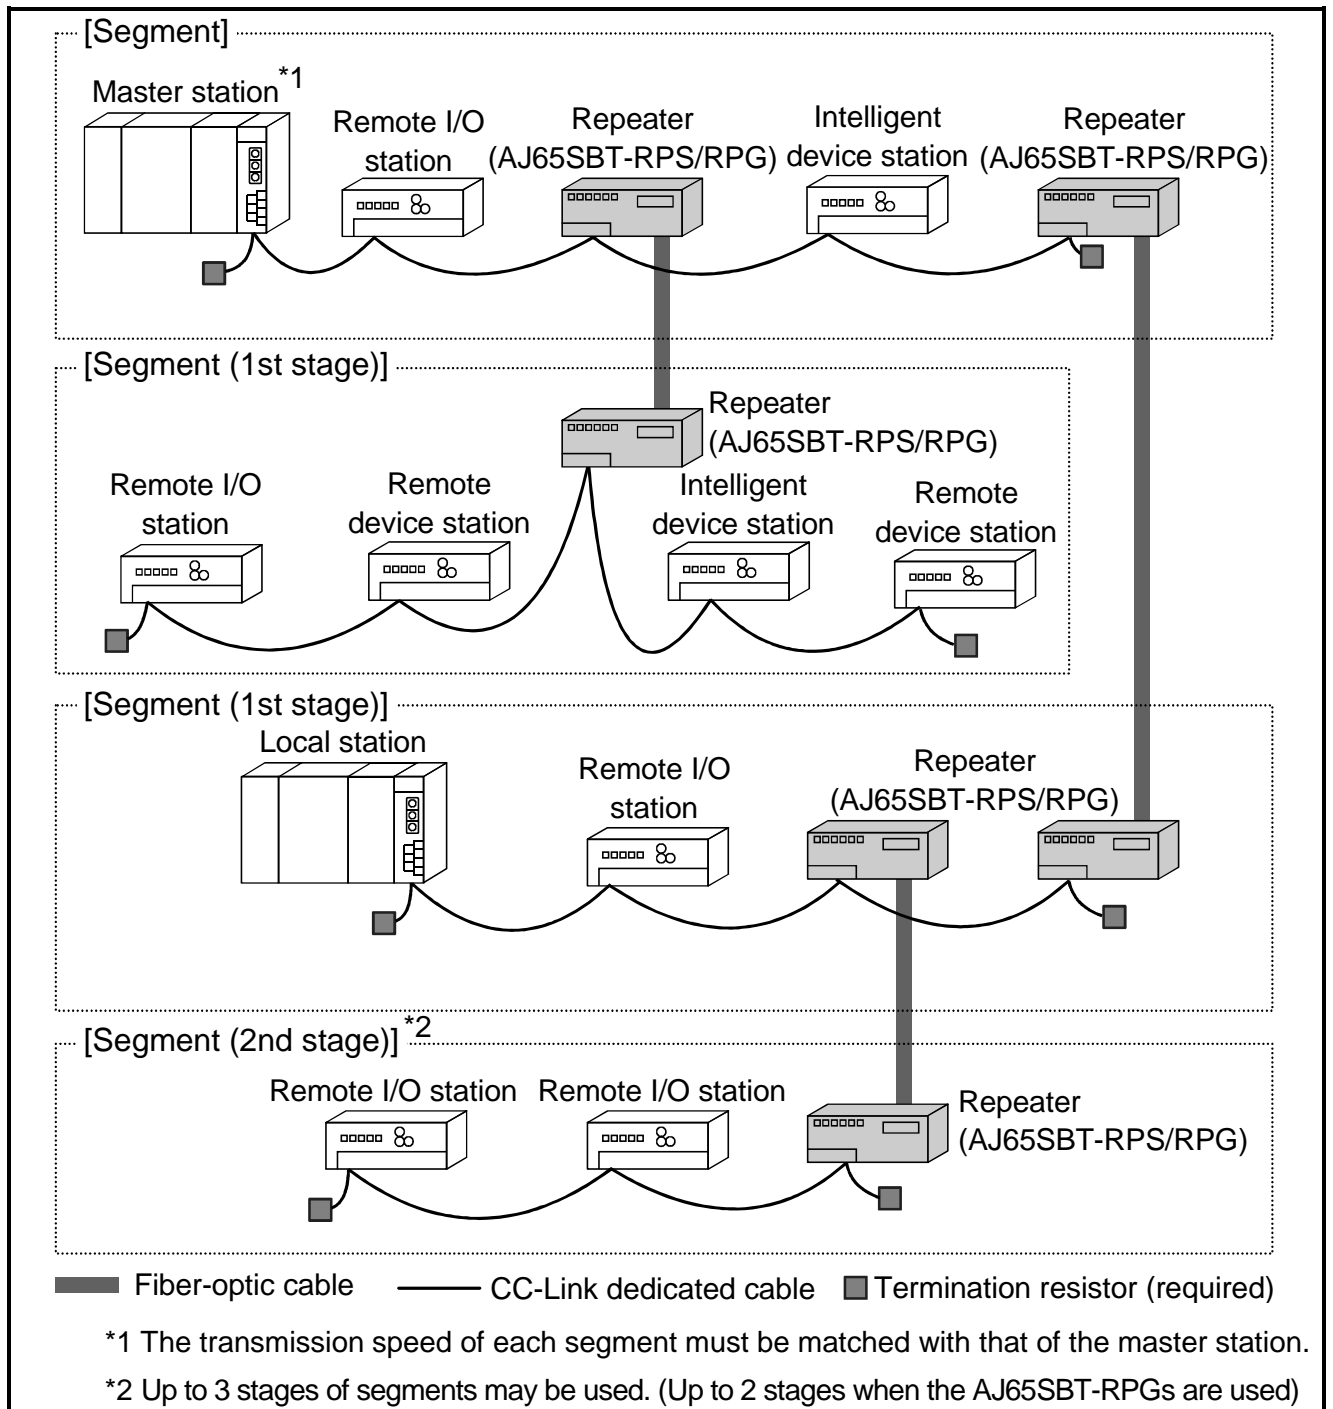 [Segment]
Master station*1
Remote I/O
station
Repeater
(AJ65SBT-RPS/RPG)
Intelligent
device station
Repeater
(AJ65SBT-RPS/RPG)
[Segment (1st stage)]
Repeater
(AJ65SBT-RPS/RPG)
Remote I/O
station
Remote
device station
Intelligent
device station
Remote
device station
[Segment (1st stage)]
Local station
Remote I/O
station
Repeater
(AJ65SBT-RPS/RPG)
[Segment (2nd stage)]*2
Remote I/O station
Remote I/O station
Repeater
(AJ65SBT-RPS/RPG)
Fiber-optic cable
CC-Link dedicated cable
Termination resistor (required)
*1 The transmission speed of each segment must be matched with that of the master station.
*2 Up to 3 stages of segments may be used. (Up to 2 stages when the AJ65SBT-RPGs are used)